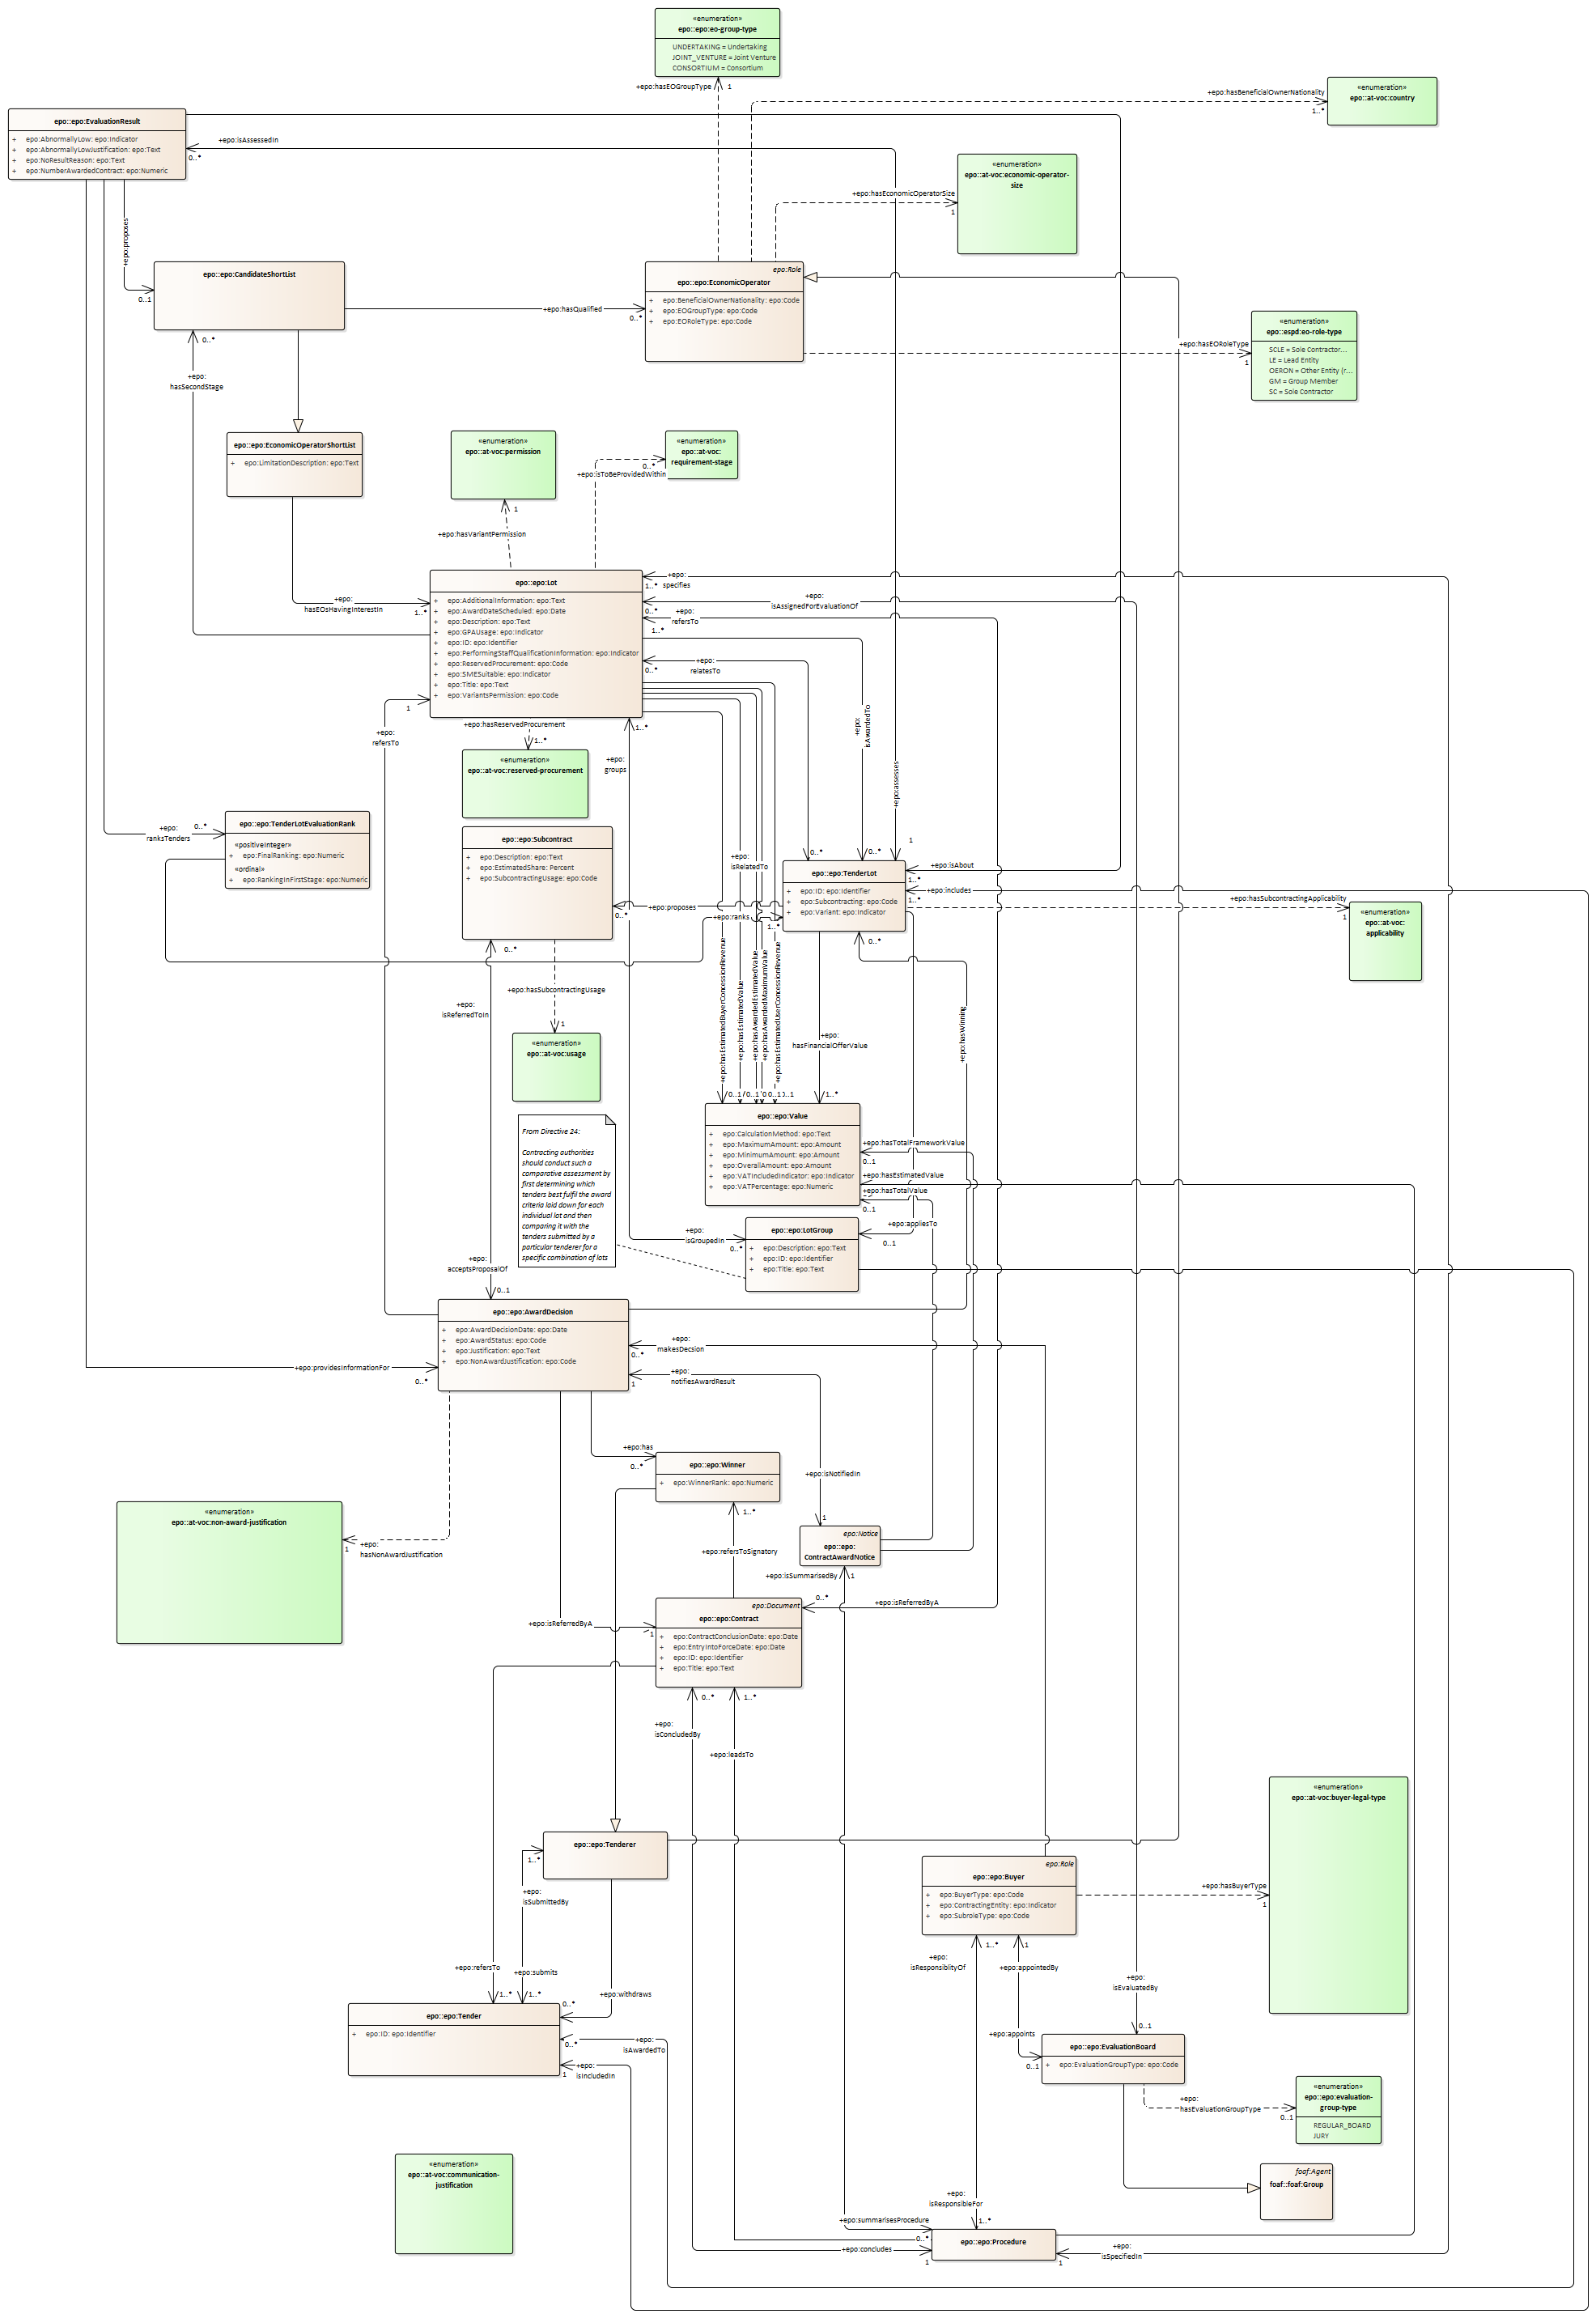 «enumeration»
epo::epo:eo-group-type
UNDERTAKING = Undertaking
JOINT_VENTURE = Joint Venture
CONSORTIUM = Consortium
+epo:hasEOGroupType
1
+epo:hasBeneficialOwnerNationality
1..*
«enumeration»
epo::at-voc:country
epo::epo:EvaluationResult
+ epo:AbnormallyLow: epo:Indicator
+ epo:AbnormallyLowJustification: epo:Text
+ epo:NoResultReason: epo:Text
+ epo:NumberAwardedContract: epo:Numeric
+epo:isAssessedIn
0..*
«enumeration»
epo::at-voc:economic-operator-
size
+epo:hasEconomicOperatorSize
1
+epo:proposes
0..1
epo::epo:CandidateShortList
+epo:hasQualified
0..*
epo:Role
epo::epo:EconomicOperator
+ epo:BeneficialOwnerNationality: epo:Code
+ epo:EOGroupType: epo:Code
+ epo:EORoleType: epo:Code
+epo:hasEORoleType
1
«enumeration»
epo::espd:eo-role-type
SCLE = Sole Contractor...
LE = Lead Entity
OERON = Other Entity (r...
GM = Group Member
SC = Sole Contractor
0..*
+epo:
hasSecondStage
epo::epo:EconomicOperatorShortList
+ epo:LimitationDescription: epo:Text
«enumeration»
epo::at-voc:permission
«enumeration»
epo::at-voc:
requirement-stage
0..*
+epo:isToBeProvidedWithin
1
+epo:hasVariantPermission
+epo:
hasEOsHavingInterestIn
1..*
epo::epo:Lot
+ epo:AdditionalInformation: epo:Text
+ epo:AwardDateScheduled: epo:Date
+ epo:Description: epo:Text
+ epo:GPAUsage: epo:Indicator
+ epo:ID: epo:Identifier
+ epo:PerformingStaffQualificationInformation: epo:Indicator
+ epo:ReservedProcurement: epo:Code
+ epo:SMESuitable: epo:Indicator
+ epo:Title: epo:Text
+ epo:VariantsPermission: epo:Code
+epo:
specifies
1..*
+epo:
isAssignedForEvaluationOf
0..*
+epo:
refersTo
1..*
+epo:
relatesTo
0..*
1
+epo:
refersTo
+epo:hasReservedProcurement
1..*
«enumeration»
epo::at-voc:reserved-procurement
1..*
+epo:
groups
+epo:
isAwardedTo
+epo:assesses
+epo:
ranksTenders
0..*
epo::epo:TenderLotEvaluationRank
«positiveInteger»
+ epo:FinalRanking: epo:Numeric
«ordinal»
+ epo:RankingInFirstStage: epo:Numeric
epo::epo:Subcontract
+ epo:Description: epo:Text
+ epo:EstimatedShare: Percent
+ epo:SubcontractingUsage: epo:Code
+epo:
isRelatedTo
0..*
0..*
1
epo::epo:TenderLot
+ epo:ID: epo:Identifier
+ epo:Subcontracting: epo:Code
+ epo:Variant: epo:Indicator
+epo:isAbout
1..*
+epo:includes
1..*
+epo:hasSubcontractingApplicability
1
«enumeration»
epo::at-voc:
applicability
+epo:proposes
0..*
+epo:ranks
1..*
0..*
0..*
+epo:hasSubcontractingUsage
1
+epo:
isReferredToIn
«enumeration»
epo::at-voc:usage
+epo:hasEstimatedBuyerConcessionRevenue
+epo:hasEstimatedValue
+epo:hasAwardedEstimatedValue
+epo:hasAwardedMaximumValue
+epo:hasEstimatedUserConcessionRevenue
+epo:
hasFinancialOfferValue
+epo:hasWinning
0..1
0..1
0..1
1..*
epo::epo:Value
+ epo:CalculationMethod: epo:Text
+ epo:MaximumAmount: epo:Amount
+ epo:MinimumAmount: epo:Amount
+ epo:OverallAmount: epo:Amount
+ epo:VATIncludedIndicator: epo:Indicator
+ epo:VATPercentage: epo:Numeric
+epo:hasTotalFrameworkValue
0..1
+epo:hasEstimatedValue
+epo:hasTotalValue
0..1
From Directive 24:
Contracting authorities
should conduct such a
comparative assessment by
first determining which
tenders best fulfil the award
criteria laid down for each
individual lot and then
comparing it with the
tenders submitted by a
particular tenderer for a
specific combination of lots
+epo:
isGroupedIn
0..*
epo::epo:LotGroup
+ epo:Description: epo:Text
+ epo:ID: epo:Identifier
+ epo:Title: epo:Text
+epo:appliesTo
0..1
+epo:
acceptsProposalOf
0..1
epo::epo:AwardDecision
+ epo:AwardDecisionDate: epo:Date
+ epo:AwardStatus: epo:Code
+ epo:Justification: epo:Text
+ epo:NonAwardJustification: epo:Code
+epo:
makesDecsion
0..*
+epo:
notifiesAwardResult
1
+epo:providesInformationFor
0..*
+epo:has
0..*
epo::epo:Winner
+ epo:WinnerRank: epo:Numeric
+epo:isNotifiedIn
1
«enumeration»
epo::at-voc:non-award-justification
1
+epo:
hasNonAwardJustification
1..*
+epo:refersToSignatory
epo:Notice
epo::epo:
ContractAwardNotice
+epo:isSummarisedBy
1
0..*
+epo:isReferredByA
+epo:isReferredByA
1
epo:Document
epo::epo:Contract
+ epo:ContractConclusionDate: epo:Date
+ epo:EntryIntoForceDate: epo:Date
+ epo:ID: epo:Identifier
+ epo:Title: epo:Text
0..*
1..*
+epo:
isConcludedBy
+epo:leadsTo
«enumeration»
epo::at-voc:buyer-legal-type
epo::epo:Tenderer
1..*
+epo:
isSubmittedBy
epo:Role
epo::epo:Buyer
+ epo:BuyerType: epo:Code
+ epo:ContractingEntity: epo:Indicator
+ epo:SubroleType: epo:Code
+epo:hasBuyerType
1
1..*
1
+epo:
isResponsiblityOf
+epo:appointedBy
+epo:refersTo
+epo:submits
+epo:withdraws
+epo:
isEvaluatedBy
1..*
1..*
0..*
epo::epo:Tender
+ epo:ID: epo:Identifier
0..*
+epo:
isAwardedTo
1
+epo:
isIncludedIn
+epo:appoints
0..1
0..1
epo::epo:EvaluationBoard
+ epo:EvaluationGroupType: epo:Code
+epo:
hasEvaluationGroupType
0..1
«enumeration»
epo::epo:evaluation-
group-type
REGULAR_BOARD
JURY
«enumeration»
epo::at-voc:communication-
justification
foaf:Agent
foaf::foaf:Group
+epo:
isResponsibleFor
1..*
+epo:summarisesProcedure
0..*
+epo:concludes
1
epo::epo:Procedure
+epo:
isSpecifiedIn
1